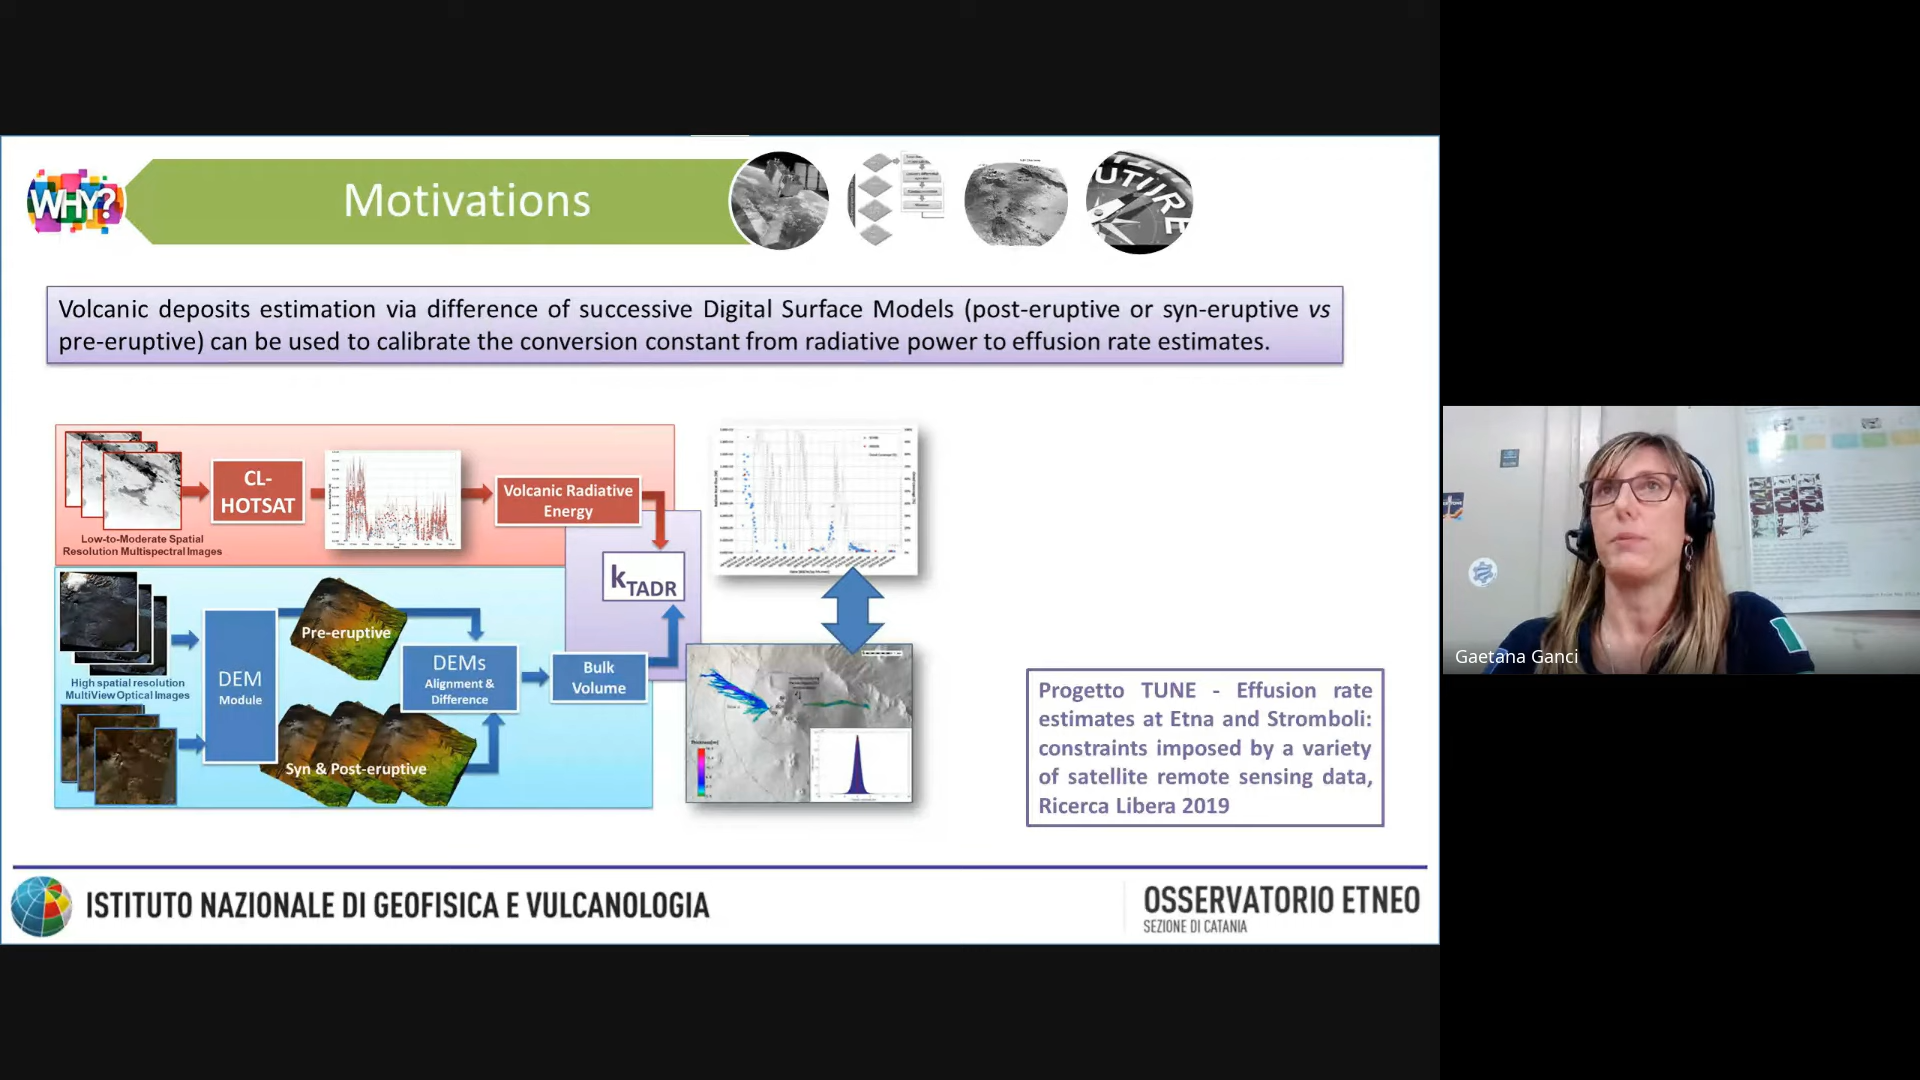 WHY?
Motivations
UTURE
Volcanic deposits estimation via difference of successive Digital Surface Models (post-eruptive or syn-eruptive vs
pre-eruptive) can be used to calibrate the conversion constant from radiative power to effusion rate estimates.
CL-
HOTSAT
Volcanic Radiative
Energy
Low-to-Moderate Spatial
Resolution Multispectral Images
kTADR
Pre-eruptive
DEMs
Alignment &
Difference
Bulk
Volume
DEM
Module
High spatial resolution
MultiView Optical Images
Syn & Post-eruptive
Progetto TUNE - Effusion rate
estimates at Etna and Stromboli:
constraints imposed by a variety
of satellite remote sensing data,
Ricerca Libera 2019
Gaetana Ganci
ISTITUTO NAZIONALE DI GEOFISICA E VULCANOLOGIA
OSSERVATORIO ETNEO
SEZIONE DI CATANIA